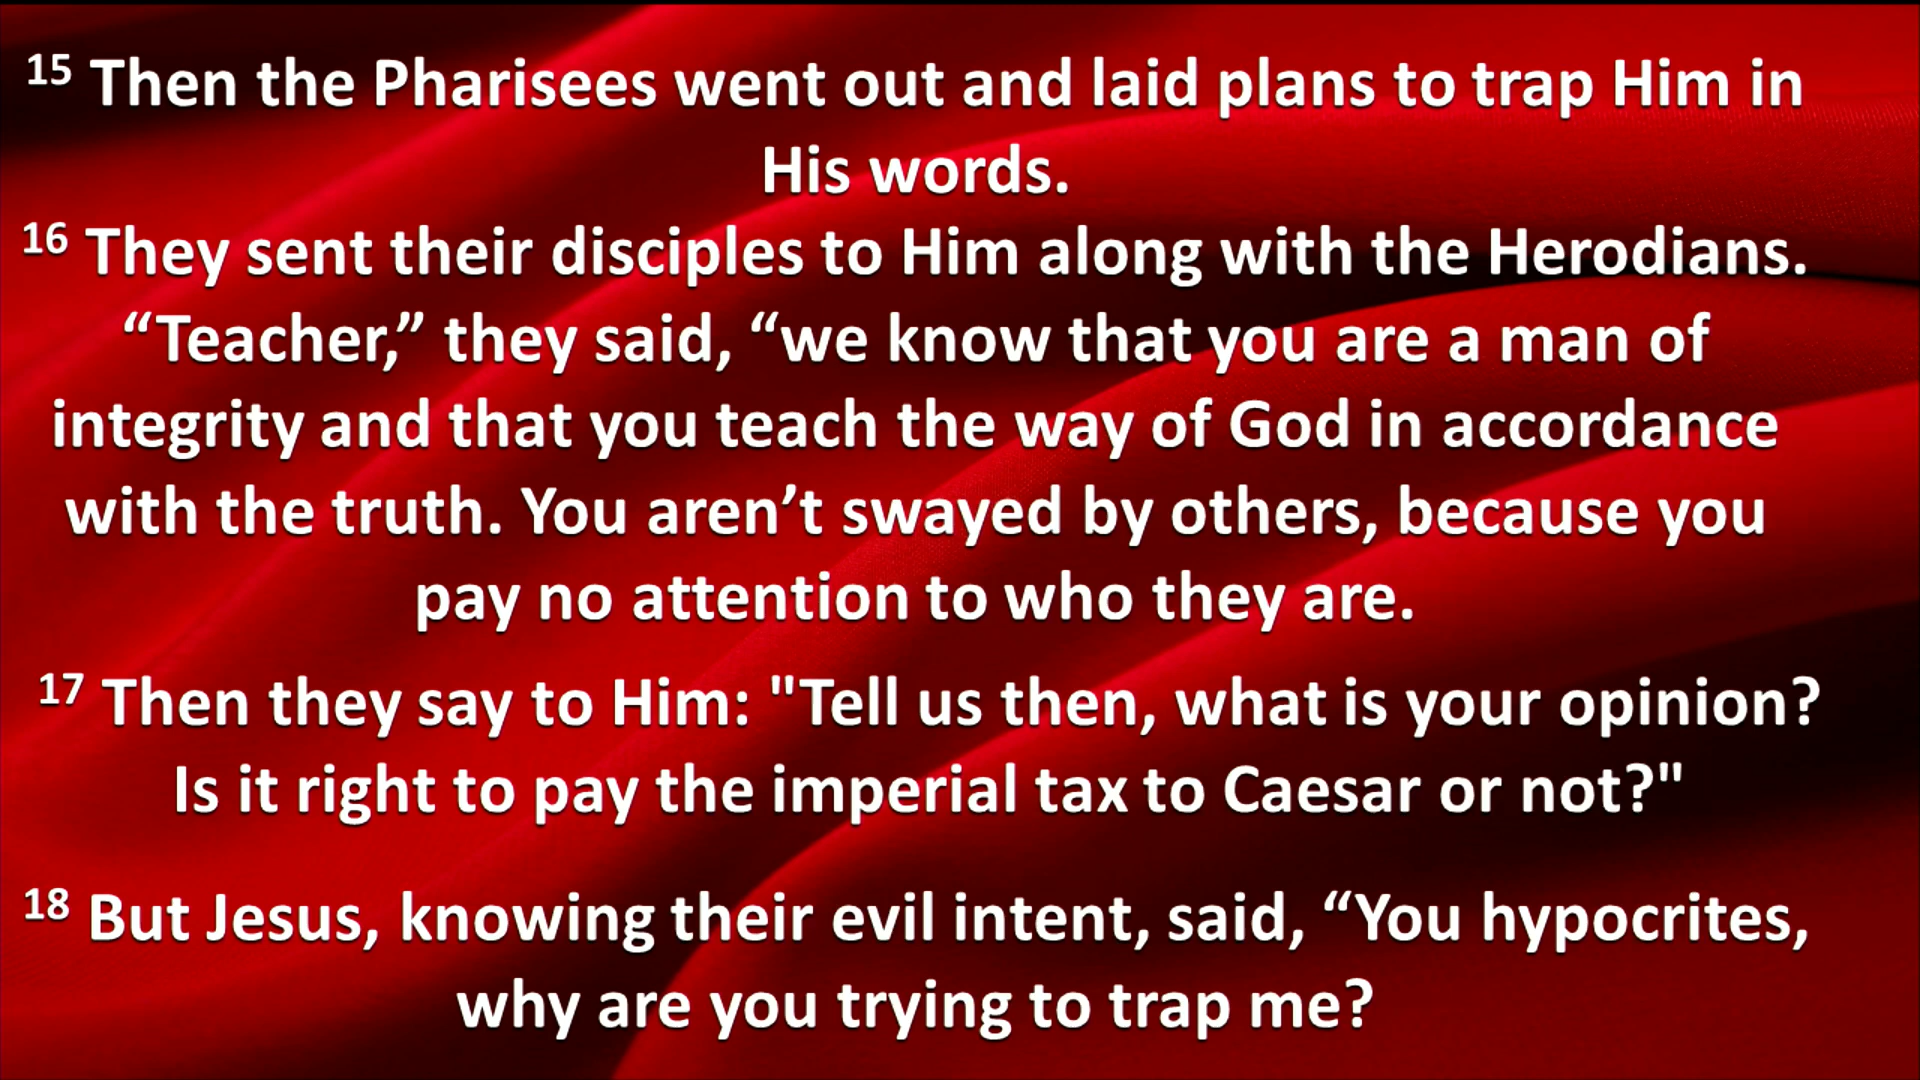 15 Then the Pharisees went out and laid plans to trap Him in
His words.
16 They sent their disciples to Him along with the Herodians.
“Teacher,” they said, “we know that you are a man of
integrity and that you teach the way of God in accordance
with the truth. You aren’t swayed by others, because you
pay no attention to who they are.
17 Then they say to Him: "Tell us then, what is your opinion?
Is it right to pay the imperial tax to Caesar or not?"
18 But Jesus, knowing their evil intent, said, “You hypocrites,
why are you trying to trap me?